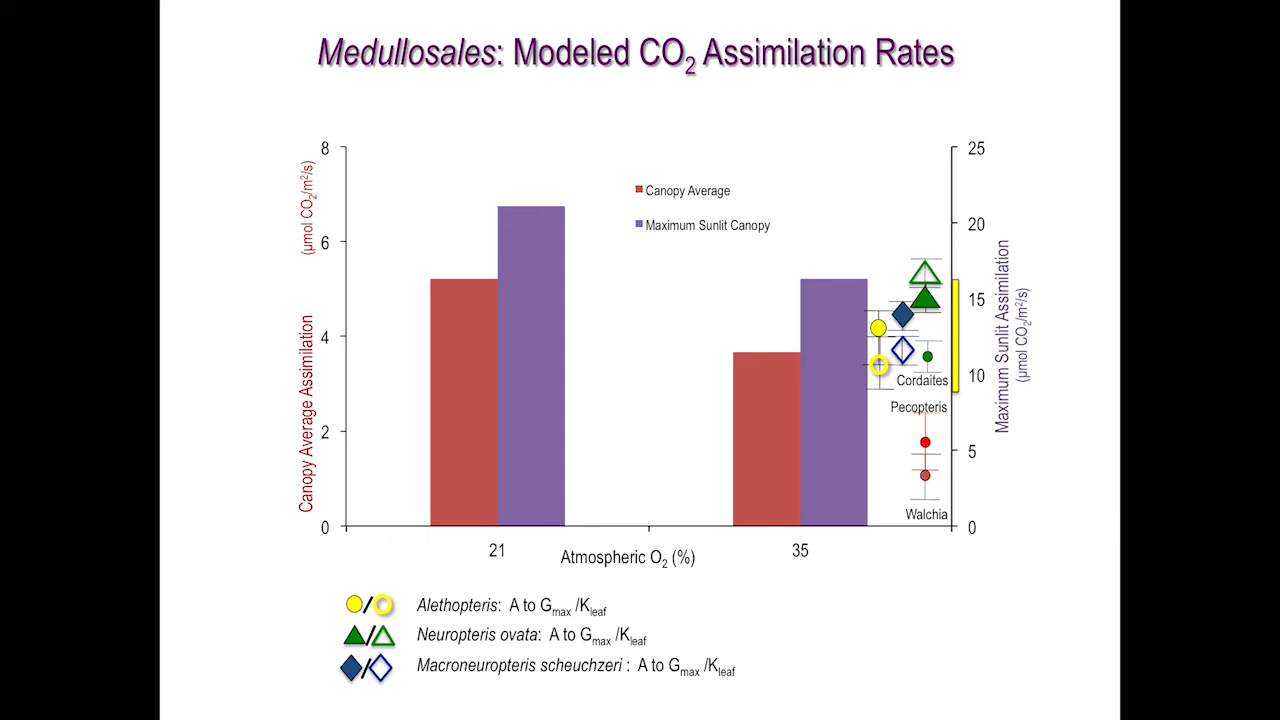 Medullosales: Modeled CO2 Assimilation Rates
8
6
4
2
0
Canopy Average Assimilation (µmol CO2/m²/s)
Canopy Average
Maximum Sunlit Canopy
25
20
15
10
5
0
Maximum Sunlit Assimilation
(µmol CO2/m²/s)
Cordaites
Pecopteris
Walchia
21
35
Atmospheric O2 (%)
/ Alethopteris: A to Gmax /Kleaf
/ Neuropteris ovata: A to Gmax /Kleaf
/ Macroneuropteris scheuchzeri : A to Gmax /Kleaf